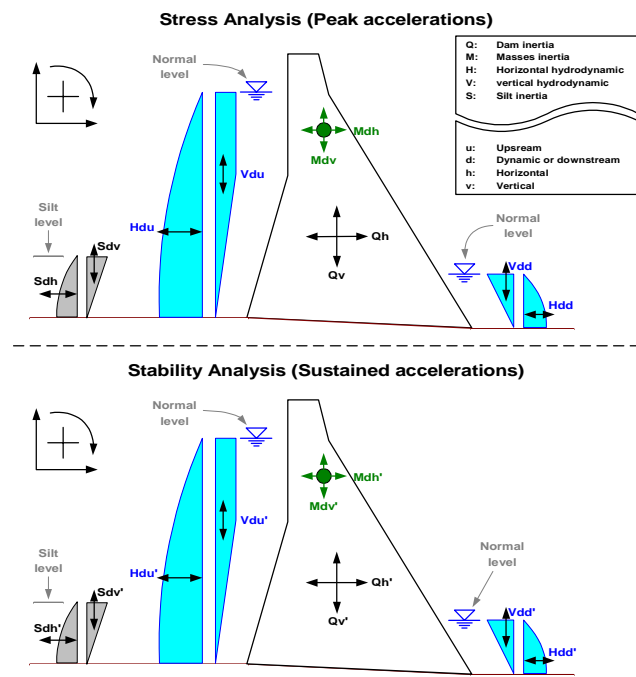 Stress Analysis (Peak accelerations)
Normal
level
Q: Dam inertia
M: Masses inertia
H: Horizontal hydrodynamic
V: vertical hydrodynamic
S: Silt inertia
u: Upsream
d: Dynamic or downstream
h: Horizontal
v: Vertical
Mdh
Mdv
Vdu
Silt
level
Hdu
Sdv
Sdh
Qh
Qv
Normal
level
Vdd
Hdd
Stability Analysis (Sustained accelerations)
Normal
level
Mdh'
Mdv'
Vdu'
Silt
level
Hdu'
Sdv'
Sdh'
Qh'
Qv'
Normal
level
Vdd'
Hdd'